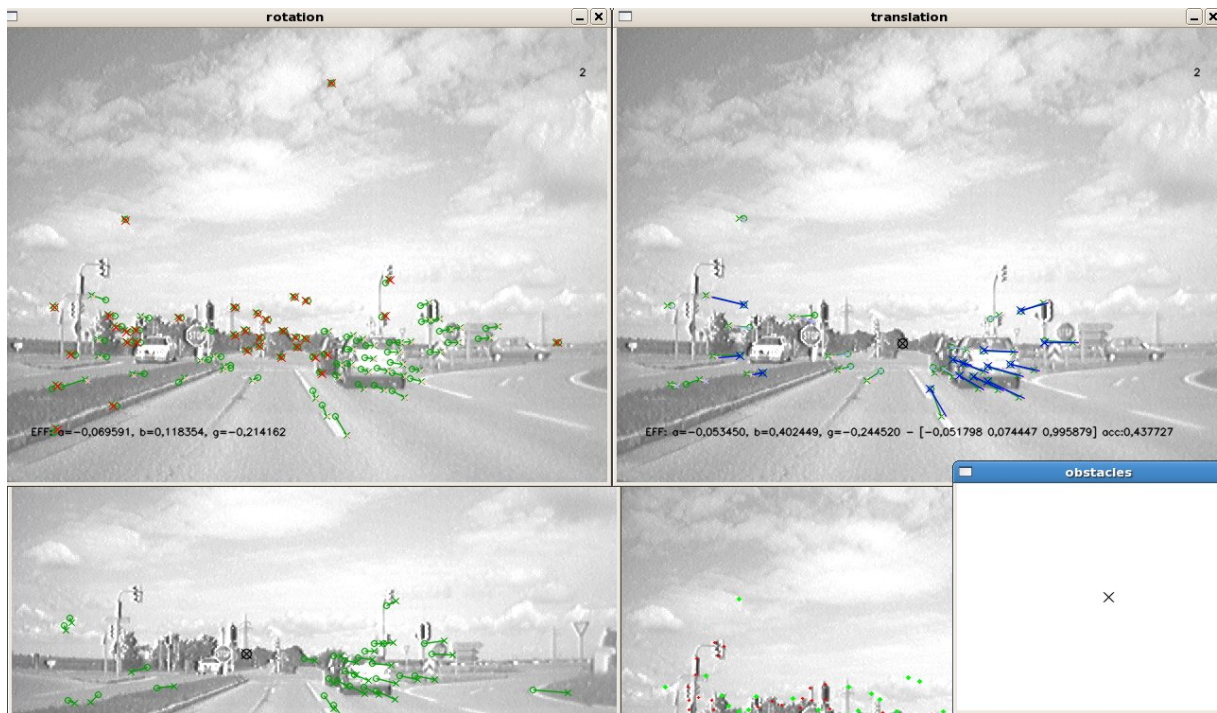 rotation
translation
2
2
EFF: a=-0,069591, b=0,118354, g=-0,214162
EFF: a=-0,053450, b=0,402449, g=-0,244520 - [-0,051798 0,074447 0,995879] acc:0,437727
obstacles